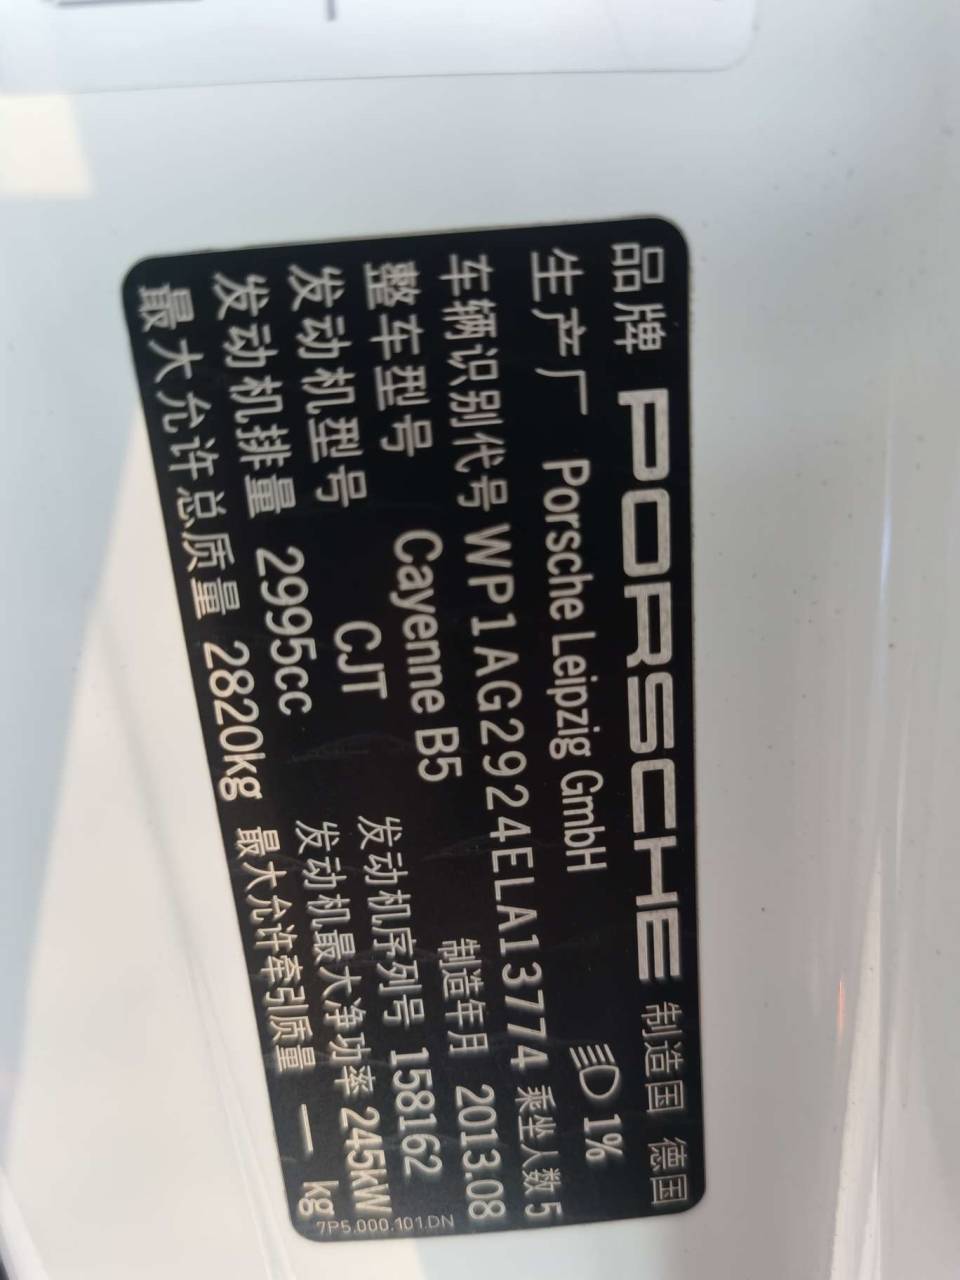 品牌 PORSCHE 制造国 德国
生产厂 Porsche Leipzig GmbH 1%
车辆识别代号 WP1AG2924ELA13774 乘坐人数 5
整车型号 Cayenne B5 制造年月 2013.08
发动机型号 CJT 发动机序列号 158162
发动机排量 2995cc 发动机最大净功率 245kW
最大允许总质量 2820kg 最大允许牵引质量 — kg
7P5.000.101.DN